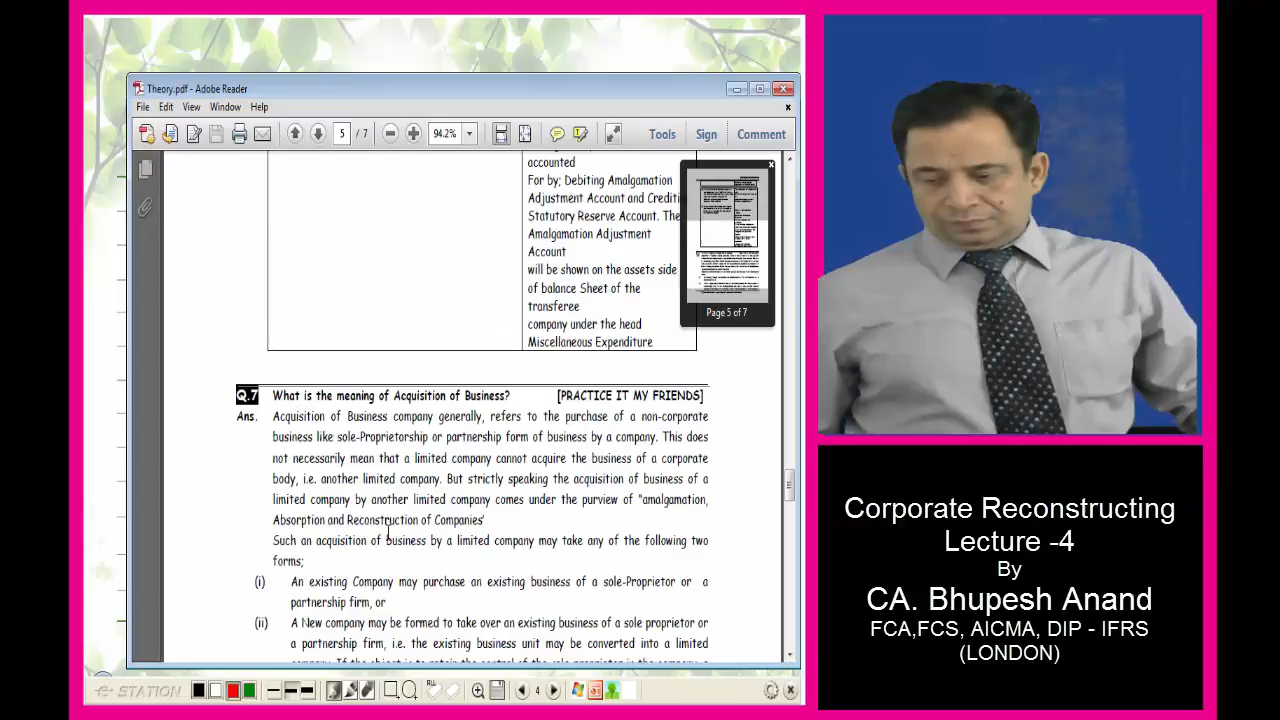 Theory.pdf - Adobe Reader
File Edit View Window Help
5 / 7 94.2% Tools Sign Comment
accounted
For by; Debiting Amalgamation
Adjustment Account and Crediti
Statutory Reserve Account. The
Amalgamation Adjustment
Account
will be shown on the assets side
of balance Sheet of the
transferee
company under the head
Miscellaneous Expenditure
Page 5 of 7
Q.7 What is the meaning of Acquisition of Business? [PRACTICE IT MY FRIENDS]
Ans. Acquisition of Business company generally, refers to the purchase of a non-corporate
business like sole-Proprietorship or partnership form of business by a company. This does
not necessarily mean that a limited company cannot acquire the business of a corporate
body, i.e. another limited company. But strictly speaking the acquisition of business of a
limited company by another limited company comes under the purview of "amalgamation,
Absorption and Reconstruction of Companies'
Such an acquisition of business by a limited company may take any of the following two
forms;
(i) An existing Company may purchase an existing business of a sole-Proprietor or a
partnership firm, or
(ii) A New company may be formed to take over an existing business of a sole proprietor or
a partnership firm, i.e. the existing business unit may be converted into a limited
e-STATION 4
Corporate Reconstructing
Lecture -4
By
CA. Bhupesh Anand
FCA,FCS, AICMA, DIP - IFRS
(LONDON)